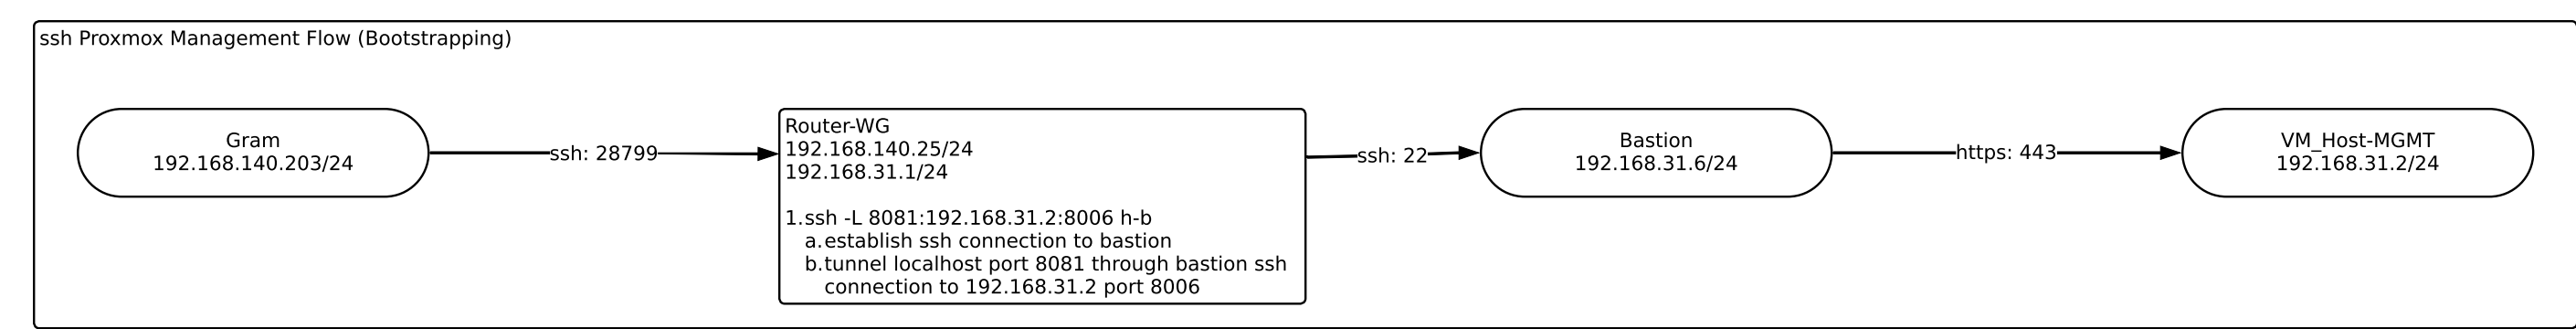 ssh Proxmox Management Flow (Bootstrapping)
Gram
192.168.140.203/24
ssh: 28799
Router-WG
192.168.140.25/24
192.168.31.1/24
1.ssh -L 8081:192.168.31.2:8006 h-b
a.establish ssh connection to bastion
b.tunnel localhost port 8081 through bastion ssh
connection to 192.168.31.2 port 8006
ssh: 22
Bastion
192.168.31.6/24
https: 443
VM_Host-MGMT
192.168.31.2/24